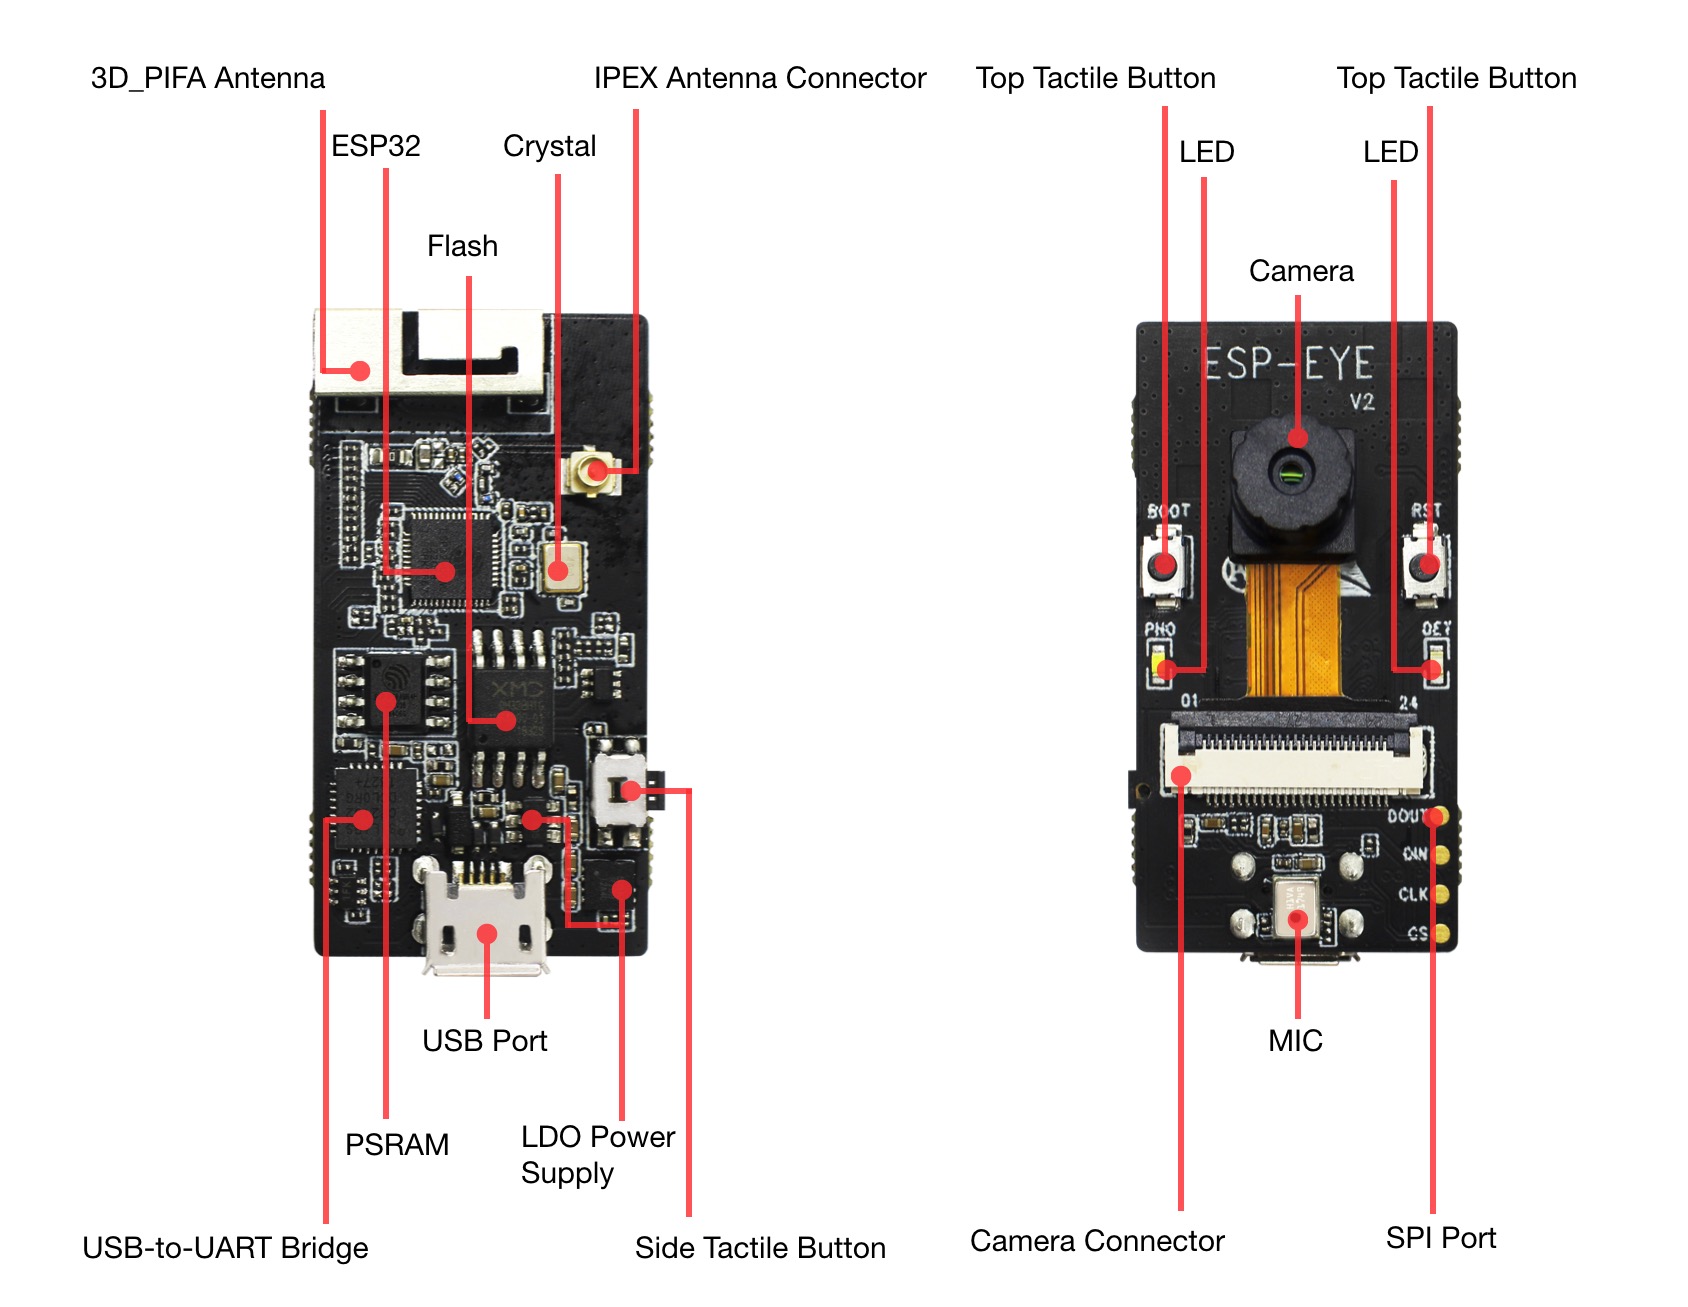 3D_PIFA Antenna
IPEX Antenna Connector
Top Tactile Button
Top Tactile Button
ESP32
Crystal
LED
LED
Flash
Camera
ESP-EYE
V2
BOOT
RST
PHO
DET
01
24
XMC
DOUT
DIN
CLK
CS
USB Port
MIC
PSRAM
LDO Power
Supply
USB-to-UART Bridge
Side Tactile Button
Camera Connector
SPI Port